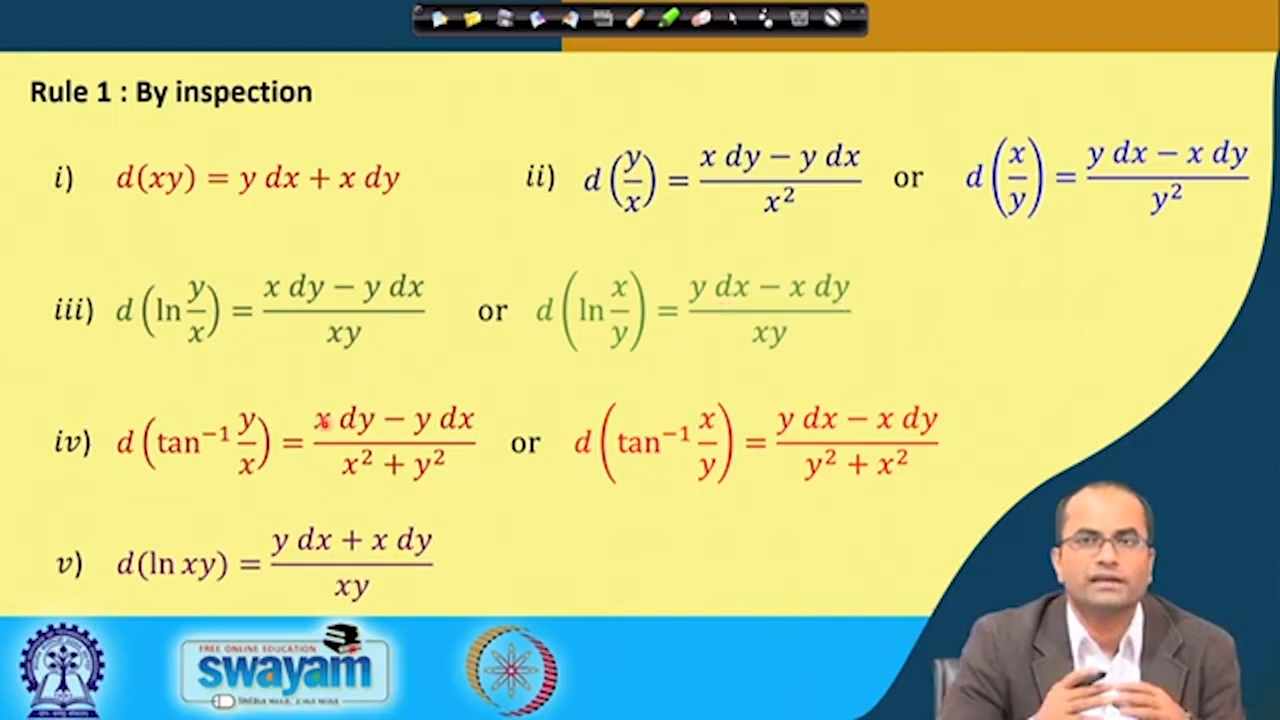 Rule 1 : By inspection
i) d(xy) = y dx + x dy ii) d(y/x) = (x dy − y dx)/x² or d(x/y) = (y dx − x dy)/y²
iii) d(ln y/x) = (x dy − y dx)/xy or d(ln x/y) = (y dx − x dy)/xy
iv) d(tan⁻¹ y/x) = (x dy − y dx)/(x² + y²) or d(tan⁻¹ x/y) = (y dx − x dy)/(y² + x²)
v) d(ln xy) = (y dx + x dy)/xy
FREE ONLINE EDUCATION
swayam